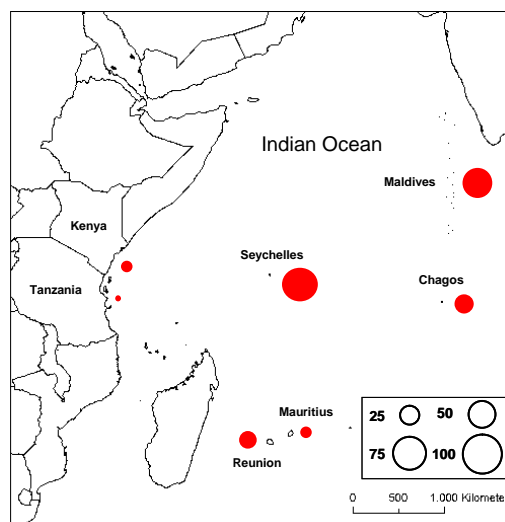 Indian Ocean
Maldives
Kenya
Seychelles
Chagos
Tanzania
Mauritius
Reunion
25 50
75 100
0 500 1.000 Kilomete